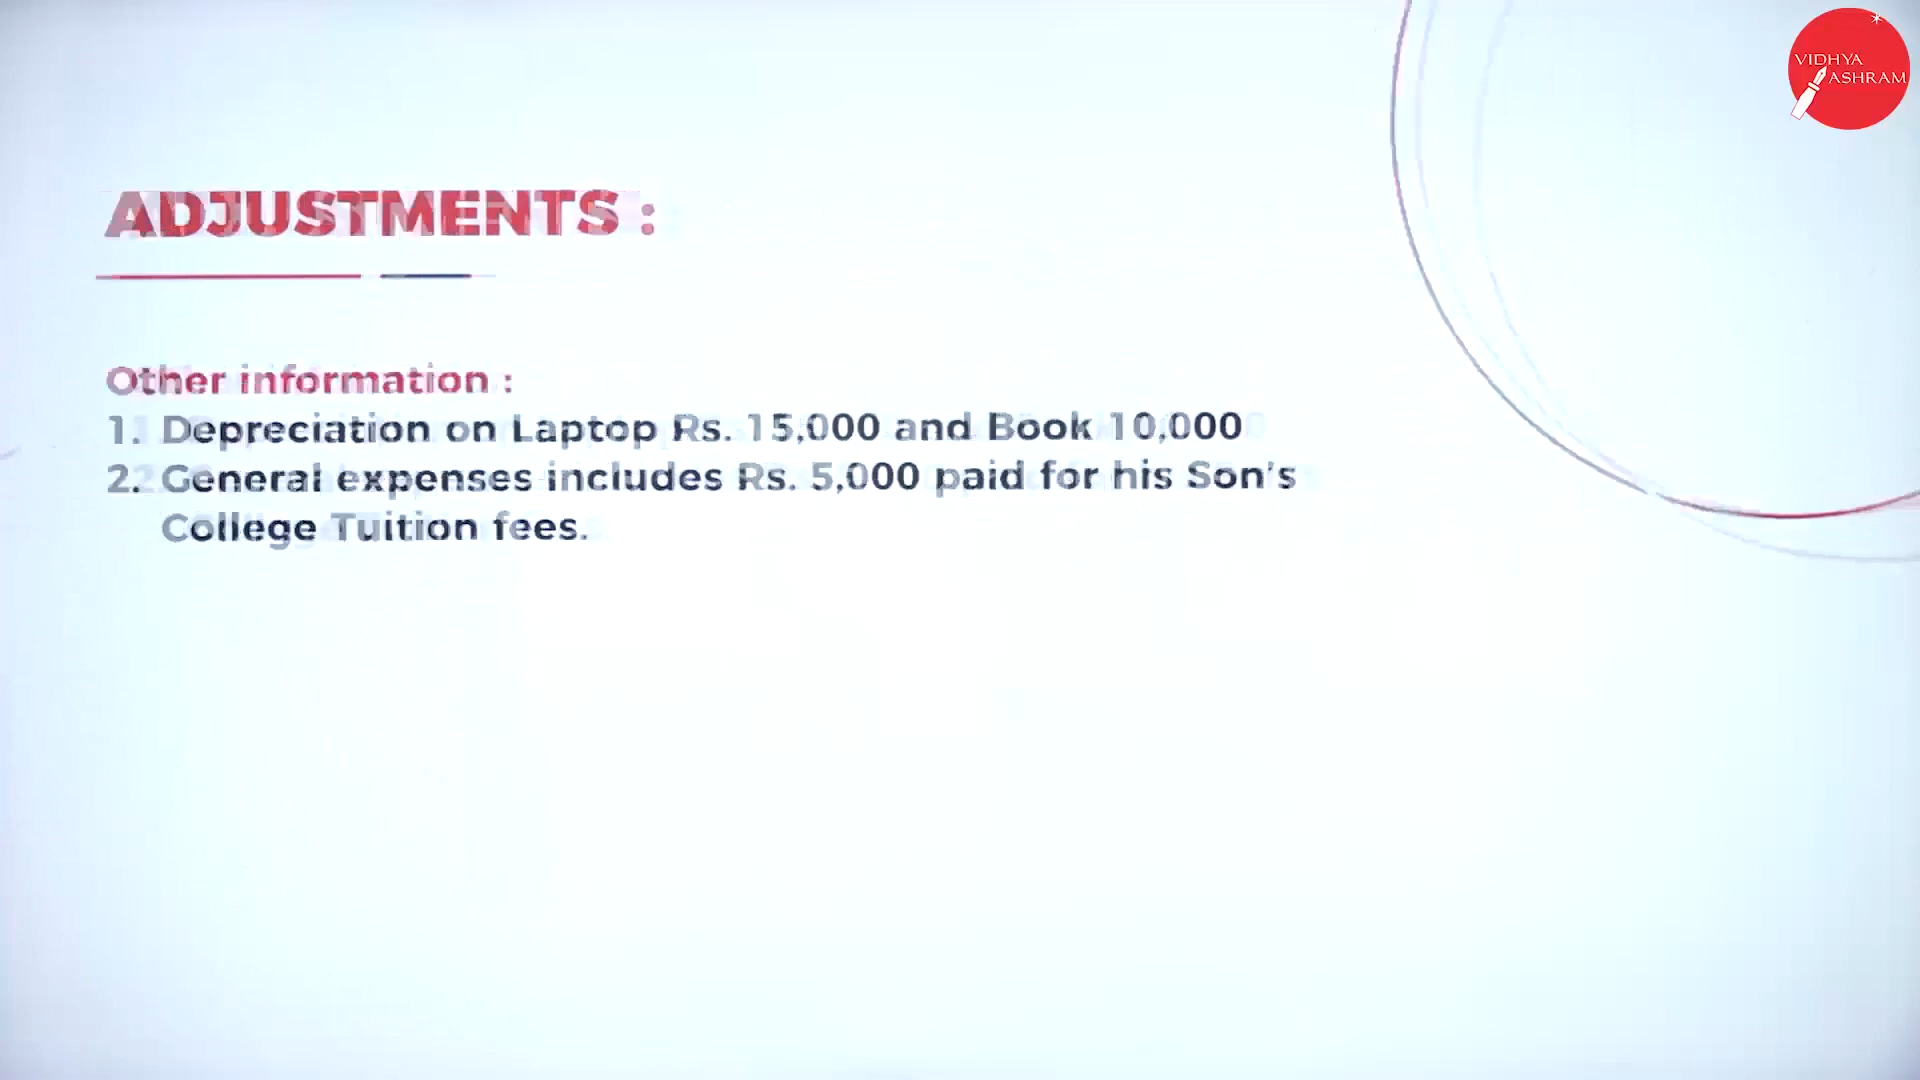 VIDHYA
ASHRAM
ADJUSTMENTS :
Other information :
1. Depreciation on Laptop Rs. 15,000 and Book 10,000
2. General expenses includes Rs. 5,000 paid for his Son's
College Tuition fees.